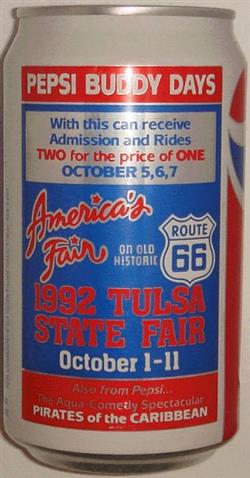 PEPSI BUDDY DAYS
With this can receive
Admission and Rides
TWO for the price of ONE
OCTOBER 5,6,7
America's
Fair
ON OLD
HISTORIC
ROUTE
66
1992 TULSA
STATE FAIR
October 1-11
Also from Pepsi...
The Aqua-Comedy Spectacular
PIRATES of the CARIBBEAN